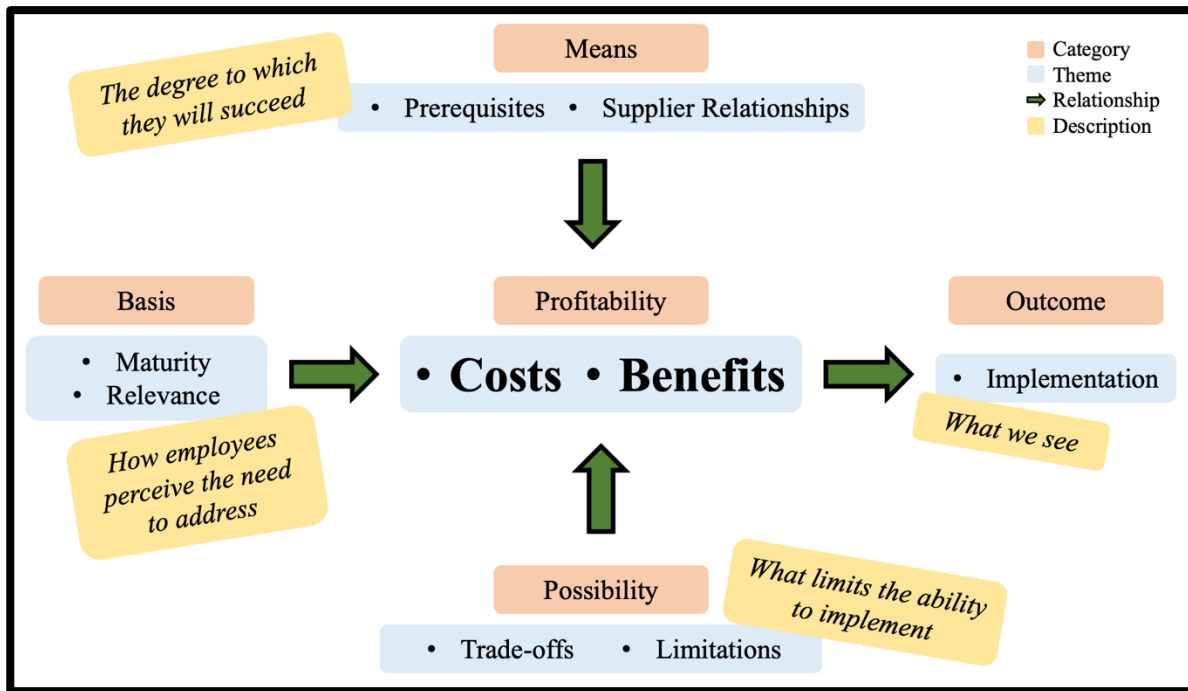 Means
• Prerequisites • Supplier Relationships
The degree to which
they will succeed
Category
Theme
Relationship
Description
Basis
• Maturity
• Relevance
How employees
perceive the need
to address
Profitability
• Costs • Benefits
Outcome
• Implementation
What we see
Possibility
• Trade-offs • Limitations
What limits the ability
to implement